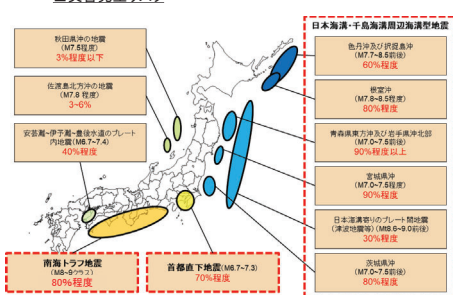 秋田県沖の地震
(M7.5程度)
3%程度以下
佐渡島北方沖の地震
(M7.8 程度)
3~6%
安芸灘~伊予灘~豊後水道のプレート
内地震(M6.7~7.4)
40%程度
南海トラフ地震
(M8~9クラス)
80%程度
首都直下地震(M6.7~7.3)
70%程度
日本海溝・千島海溝周辺海溝型地震
色丹沖及び択捉島沖
(M7.7~8.5前後)
60%程度
根室沖
(M7.8~8.5程度)
80%程度
青森県東方沖及び岩手県沖北部
(M7.0~7.5前後)
90%程度以上
宮城県沖
(M7.0~7.5前後)
90%程度
日本海溝寄りのプレート間地震
(津波地震等)(Mt8.6~9.0前後)
30%程度
茨城県沖
(M7.0~7.5前後)
80%程度